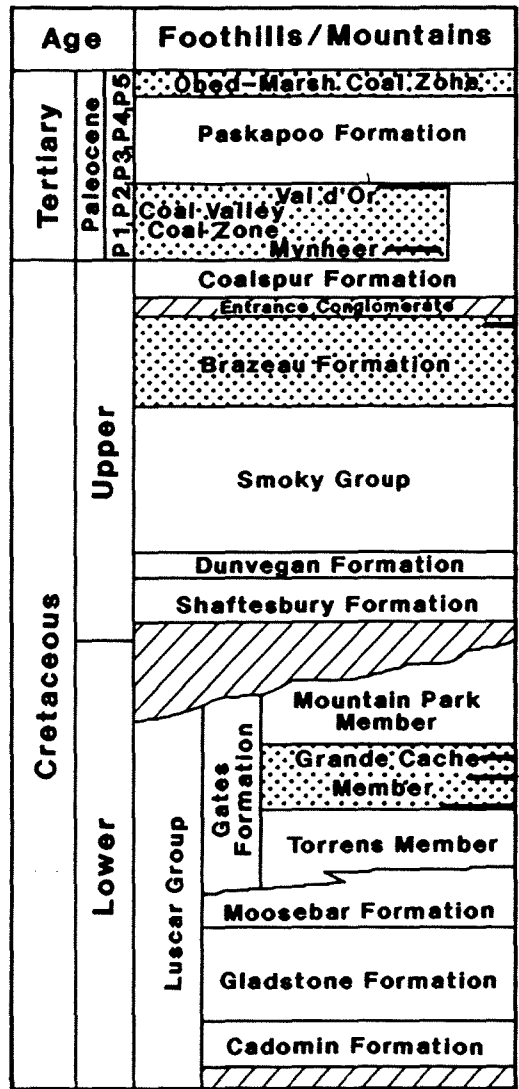 Age
Foothills/Mountains
Tertiary
Paleocene
P1,P2,P3,P4,P5
Obed-Marsh Coal Zone
Paskapoo Formation
Val d'Or
Coal Valley
Coal Zone
Mynheer
Coalspur Formation
Entrance Conglomerate
Brazeau Formation
Smoky Group
Dunvegan Formation
Shaftesbury Formation
Cretaceous
Upper
Lower
Luscar Group
Gates
Formation
Mountain Park
Member
Grande Cache
Member
Torrens Member
Moosebar Formation
Gladstone Formation
Cadomin Formation